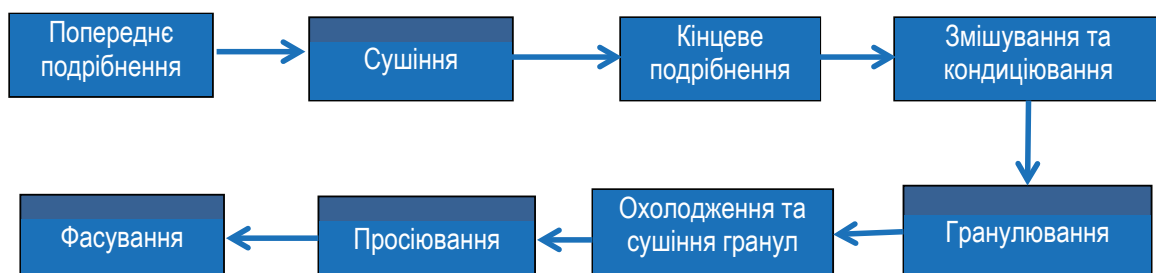 Попереднє
подрібнення
Сушіння
Кінцеве
подрібнення
Змішування та
кондиціювання
Гранулювання
Охолодження та
сушіння гранул
Просіювання
Фасування